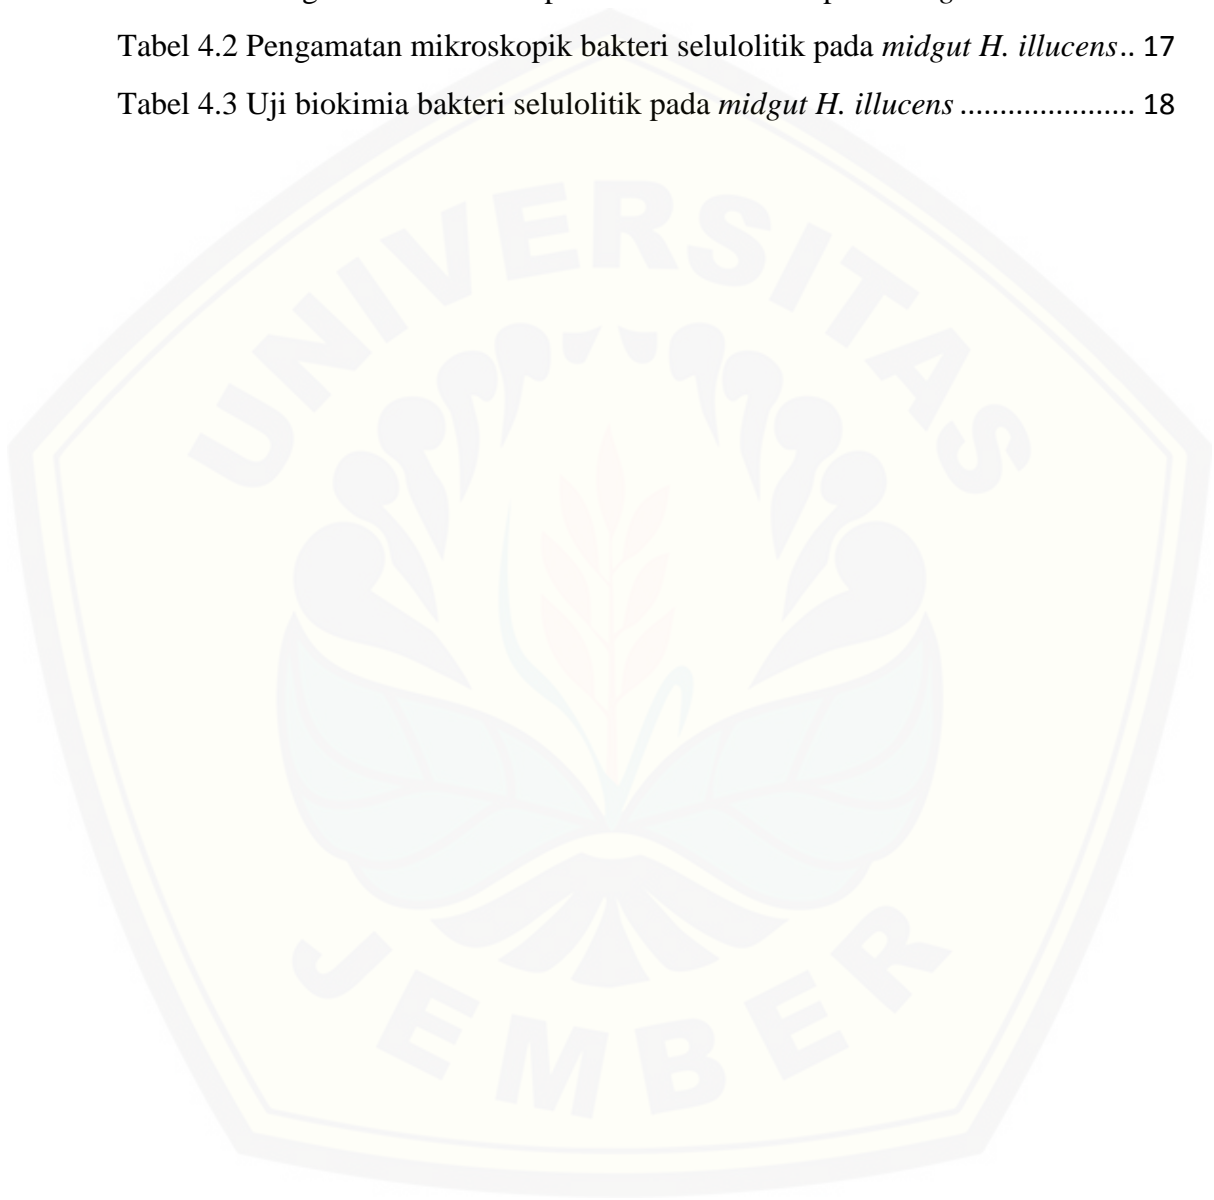 Tabel 4.2 Pengamatan mikroskopik bakteri selulolitik pada midgut H. illucens.. 17
Tabel 4.3 Uji biokimia bakteri selulolitik pada midgut H. illucens ...................... 18
UNIVERSITAS
JEMBER